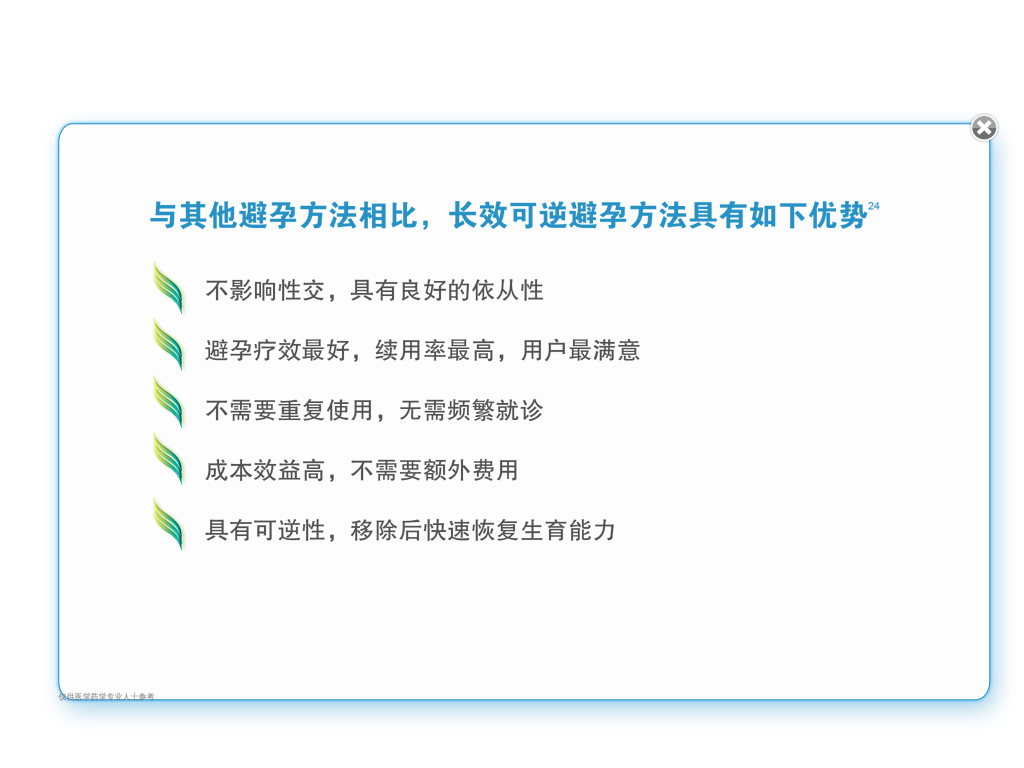 与其他避孕方法相比，长效可逆避孕方法具有如下优势24
不影响性交，具有良好的依从性
避孕疗效最好，续用率最高，用户最满意
不需要重复使用，无需频繁就诊
成本效益高，不需要额外费用
具有可逆性，移除后快速恢复生育能力
仅供医学药学专业人士参考